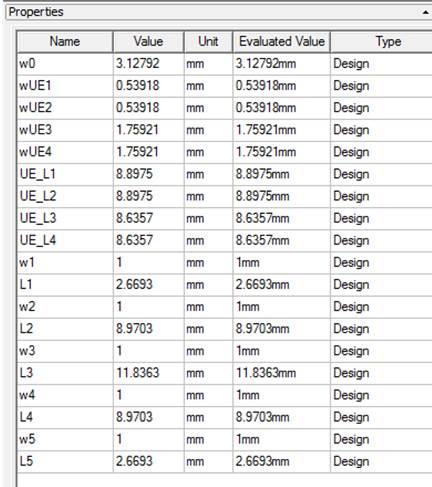 Properties
Name Value Unit Evaluated Value Type
w0 3.12792 mm 3.12792mm Design
wUE1 0.53918 mm 0.53918mm Design
wUE2 0.53918 mm 0.53918mm Design
wUE3 1.75921 mm 1.75921mm Design
wUE4 1.75921 mm 1.75921mm Design
UE_L1 8.8975 mm 8.8975mm Design
UE_L2 8.8975 mm 8.8975mm Design
UE_L3 8.6357 mm 8.6357mm Design
UE_L4 8.6357 mm 8.6357mm Design
w1 1 mm 1mm Design
L1 2.6693 mm 2.6693mm Design
w2 1 mm 1mm Design
L2 8.9703 mm 8.9703mm Design
w3 1 mm 1mm Design
L3 11.8363 mm 11.8363mm Design
w4 1 mm 1mm Design
L4 8.9703 mm 8.9703mm Design
w5 1 mm 1mm Design
L5 2.6693 mm 2.6693mm Design